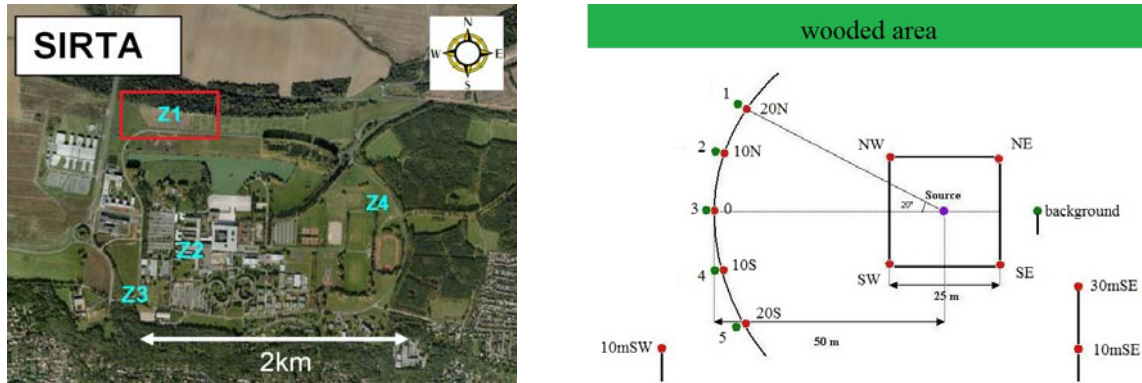 SIRTA
N
W E
S
Z1
Z4
Z2
Z3
2km
wooded area
1
20N
2
10N
NW
NE
Source
20°
3
0
background
4
10S
SW
SE
25 m
30mSE
5
20S
50 m
10mSW
10mSE